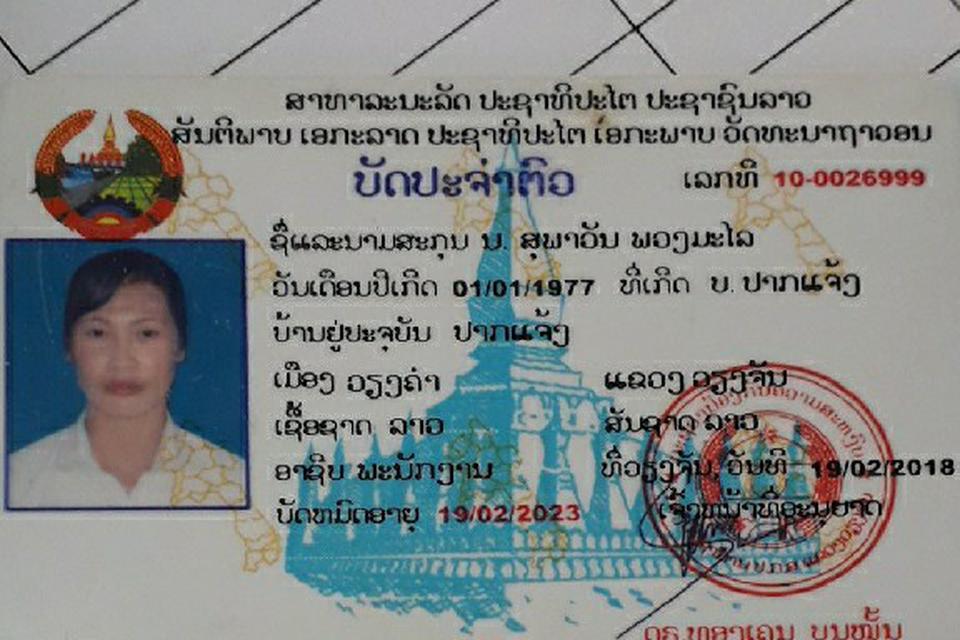 ສາທາລະນະລັດ ປະຊາທິປະໄຕ ປະຊາຊົນລາວ
ສັນຕິພາບ ເອກະລາດ ປະຊາທິປະໄຕ ເອກະພາບ ວັດທະນາຖາວອນ
ບັດປະຈຳຕົວ ເລກທີ 10-0026999
ຊື່ແລະນາມສະກຸນ ນ. ສຸພາວັນ ພວງມະໄລ
ວັນເດືອນປີເກີດ 01/01/1977 ທີ່ເກີດ ບ. ປາກແຈ້ງ
ບ້ານຢູ່ປະຈຸບັນ ປາກແຈ້ງ
ເມືອງ ວຽງຄຳ ແຂວງ ວຽງຈັນ
ເຊື້ອຊາດ ລາວ ສັນຊາດ ລາວ
ອາຊີບ ພະນັກງານ ທີ່ວຽງຈັນ, ວັນທີ 19/02/2018
ບັດຫມົດອາຍຸ 19/02/2023 ເຈົ້າຫນ້າທີ່ອະນຸຍາດ